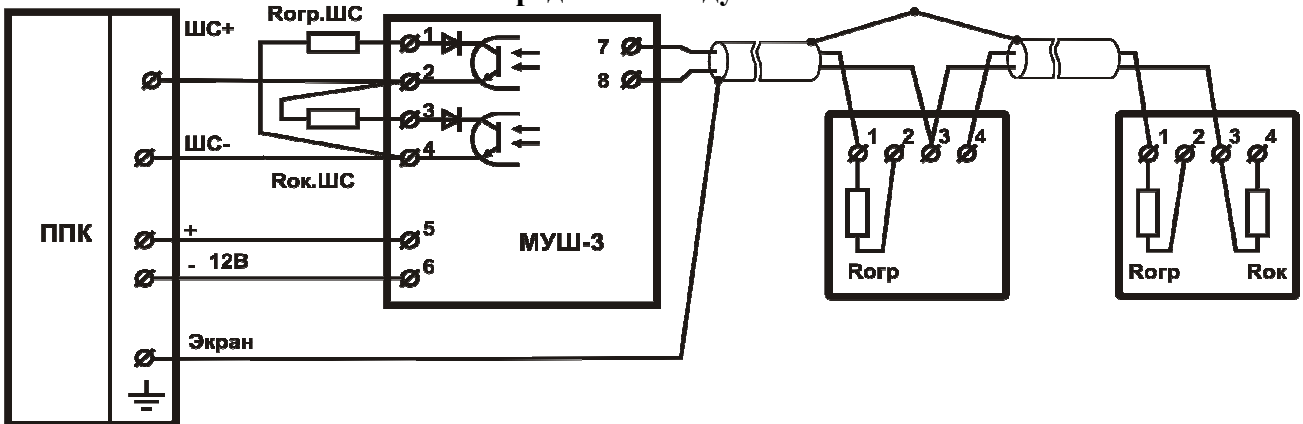 ШС+
Rогр.ШС
1
2
3
4
ШС-
Rок.ШС
ППК
+
- 12В
5
6
МУШ-3
7
8
Экран
1 2 3 4
Rогр
1 2 3 4
Rогр Rок